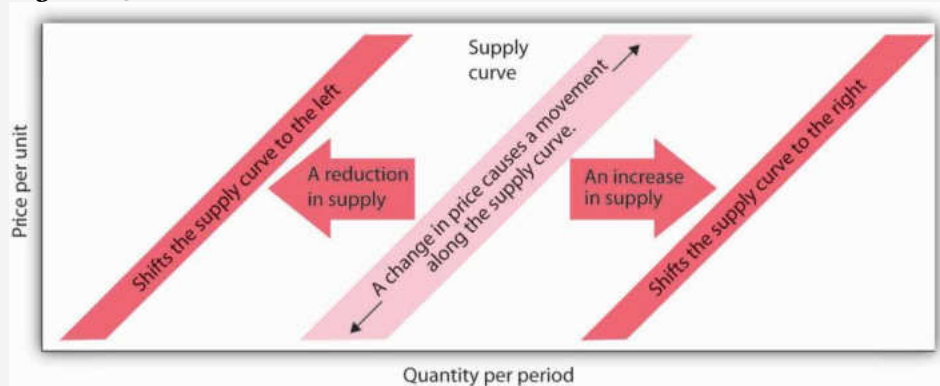 Supply
curve
Price per unit
Shifts the supply curve to the left
A reduction
in supply
A change in price causes a movement
along the supply curve.
An increase
in supply
Shifts the supply curve to the right
Quantity per period